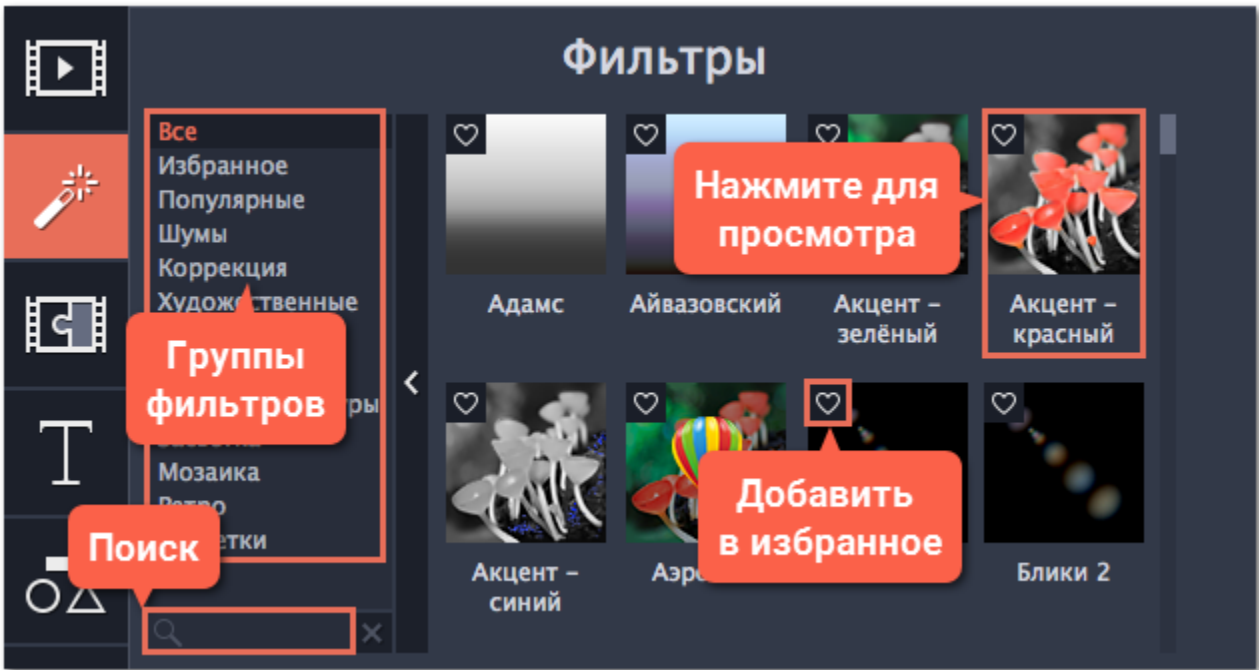 Фильтры
Все
Избранное
Популярные
Шумы
Коррекция
Художественные
Группы
фильтров
Мозаика
Поиск
Нажмите для
просмотра
Адамс
Айвазовский
Акцент –
зелёный
Акцент –
красный
Добавить
в избранное
Акцент –
синий
Блики 2